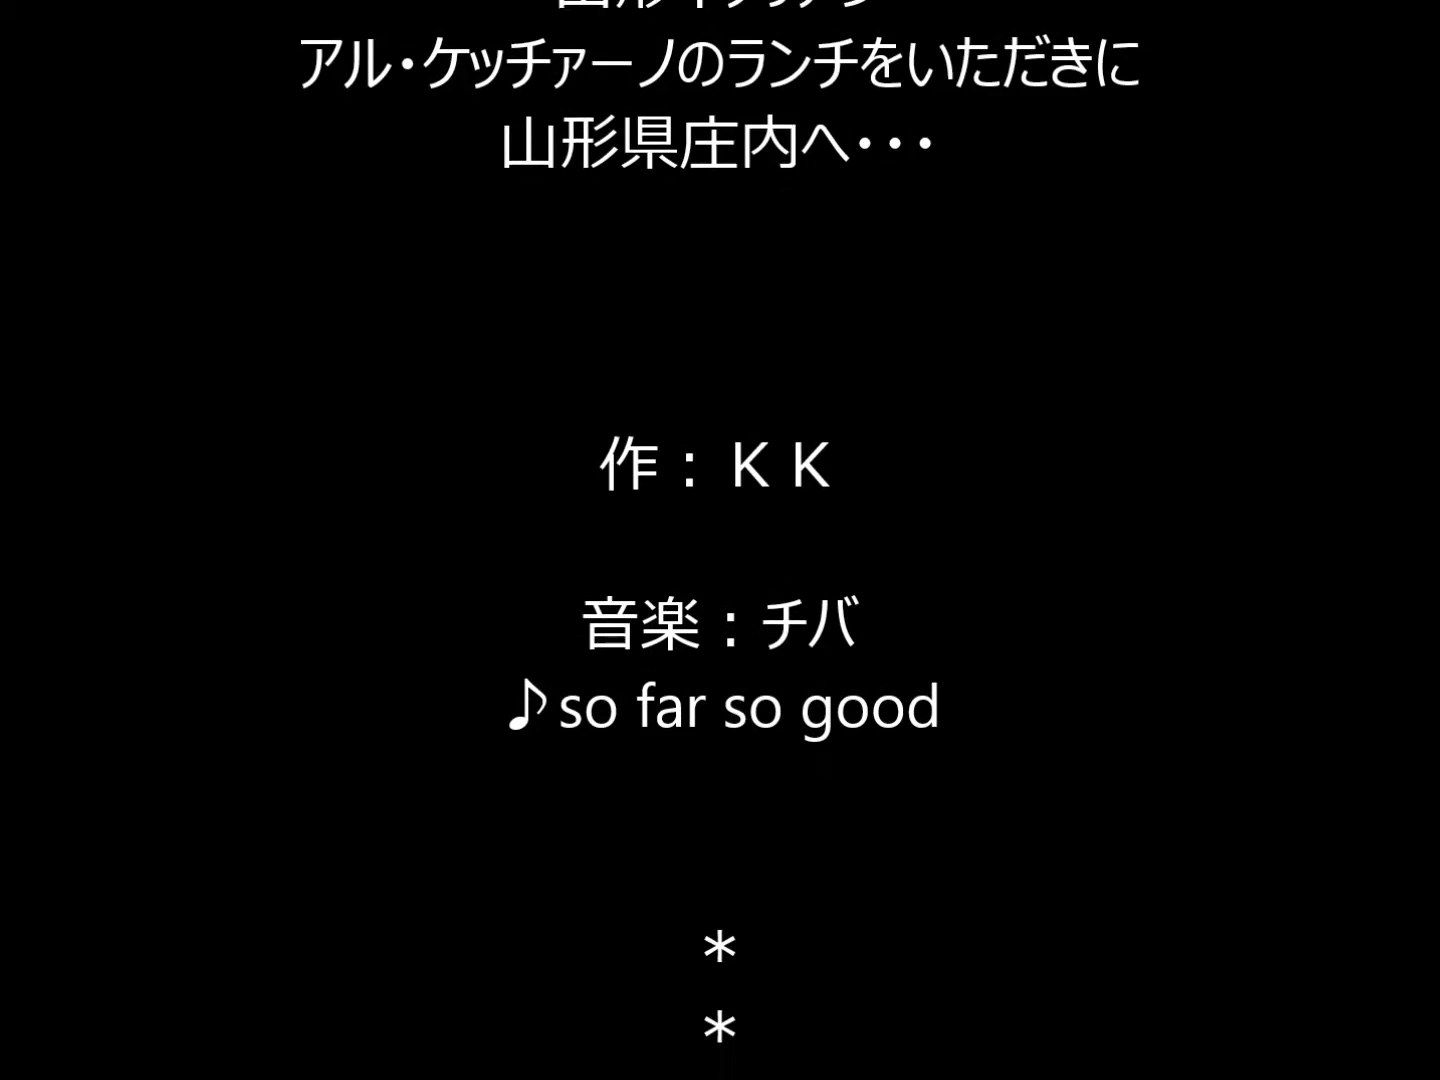 アル・ケッチァーノのランチをいただきに
山形県庄内へ・・・
作：ＫＫ
音楽：チバ
♪so far so good
＊
＊